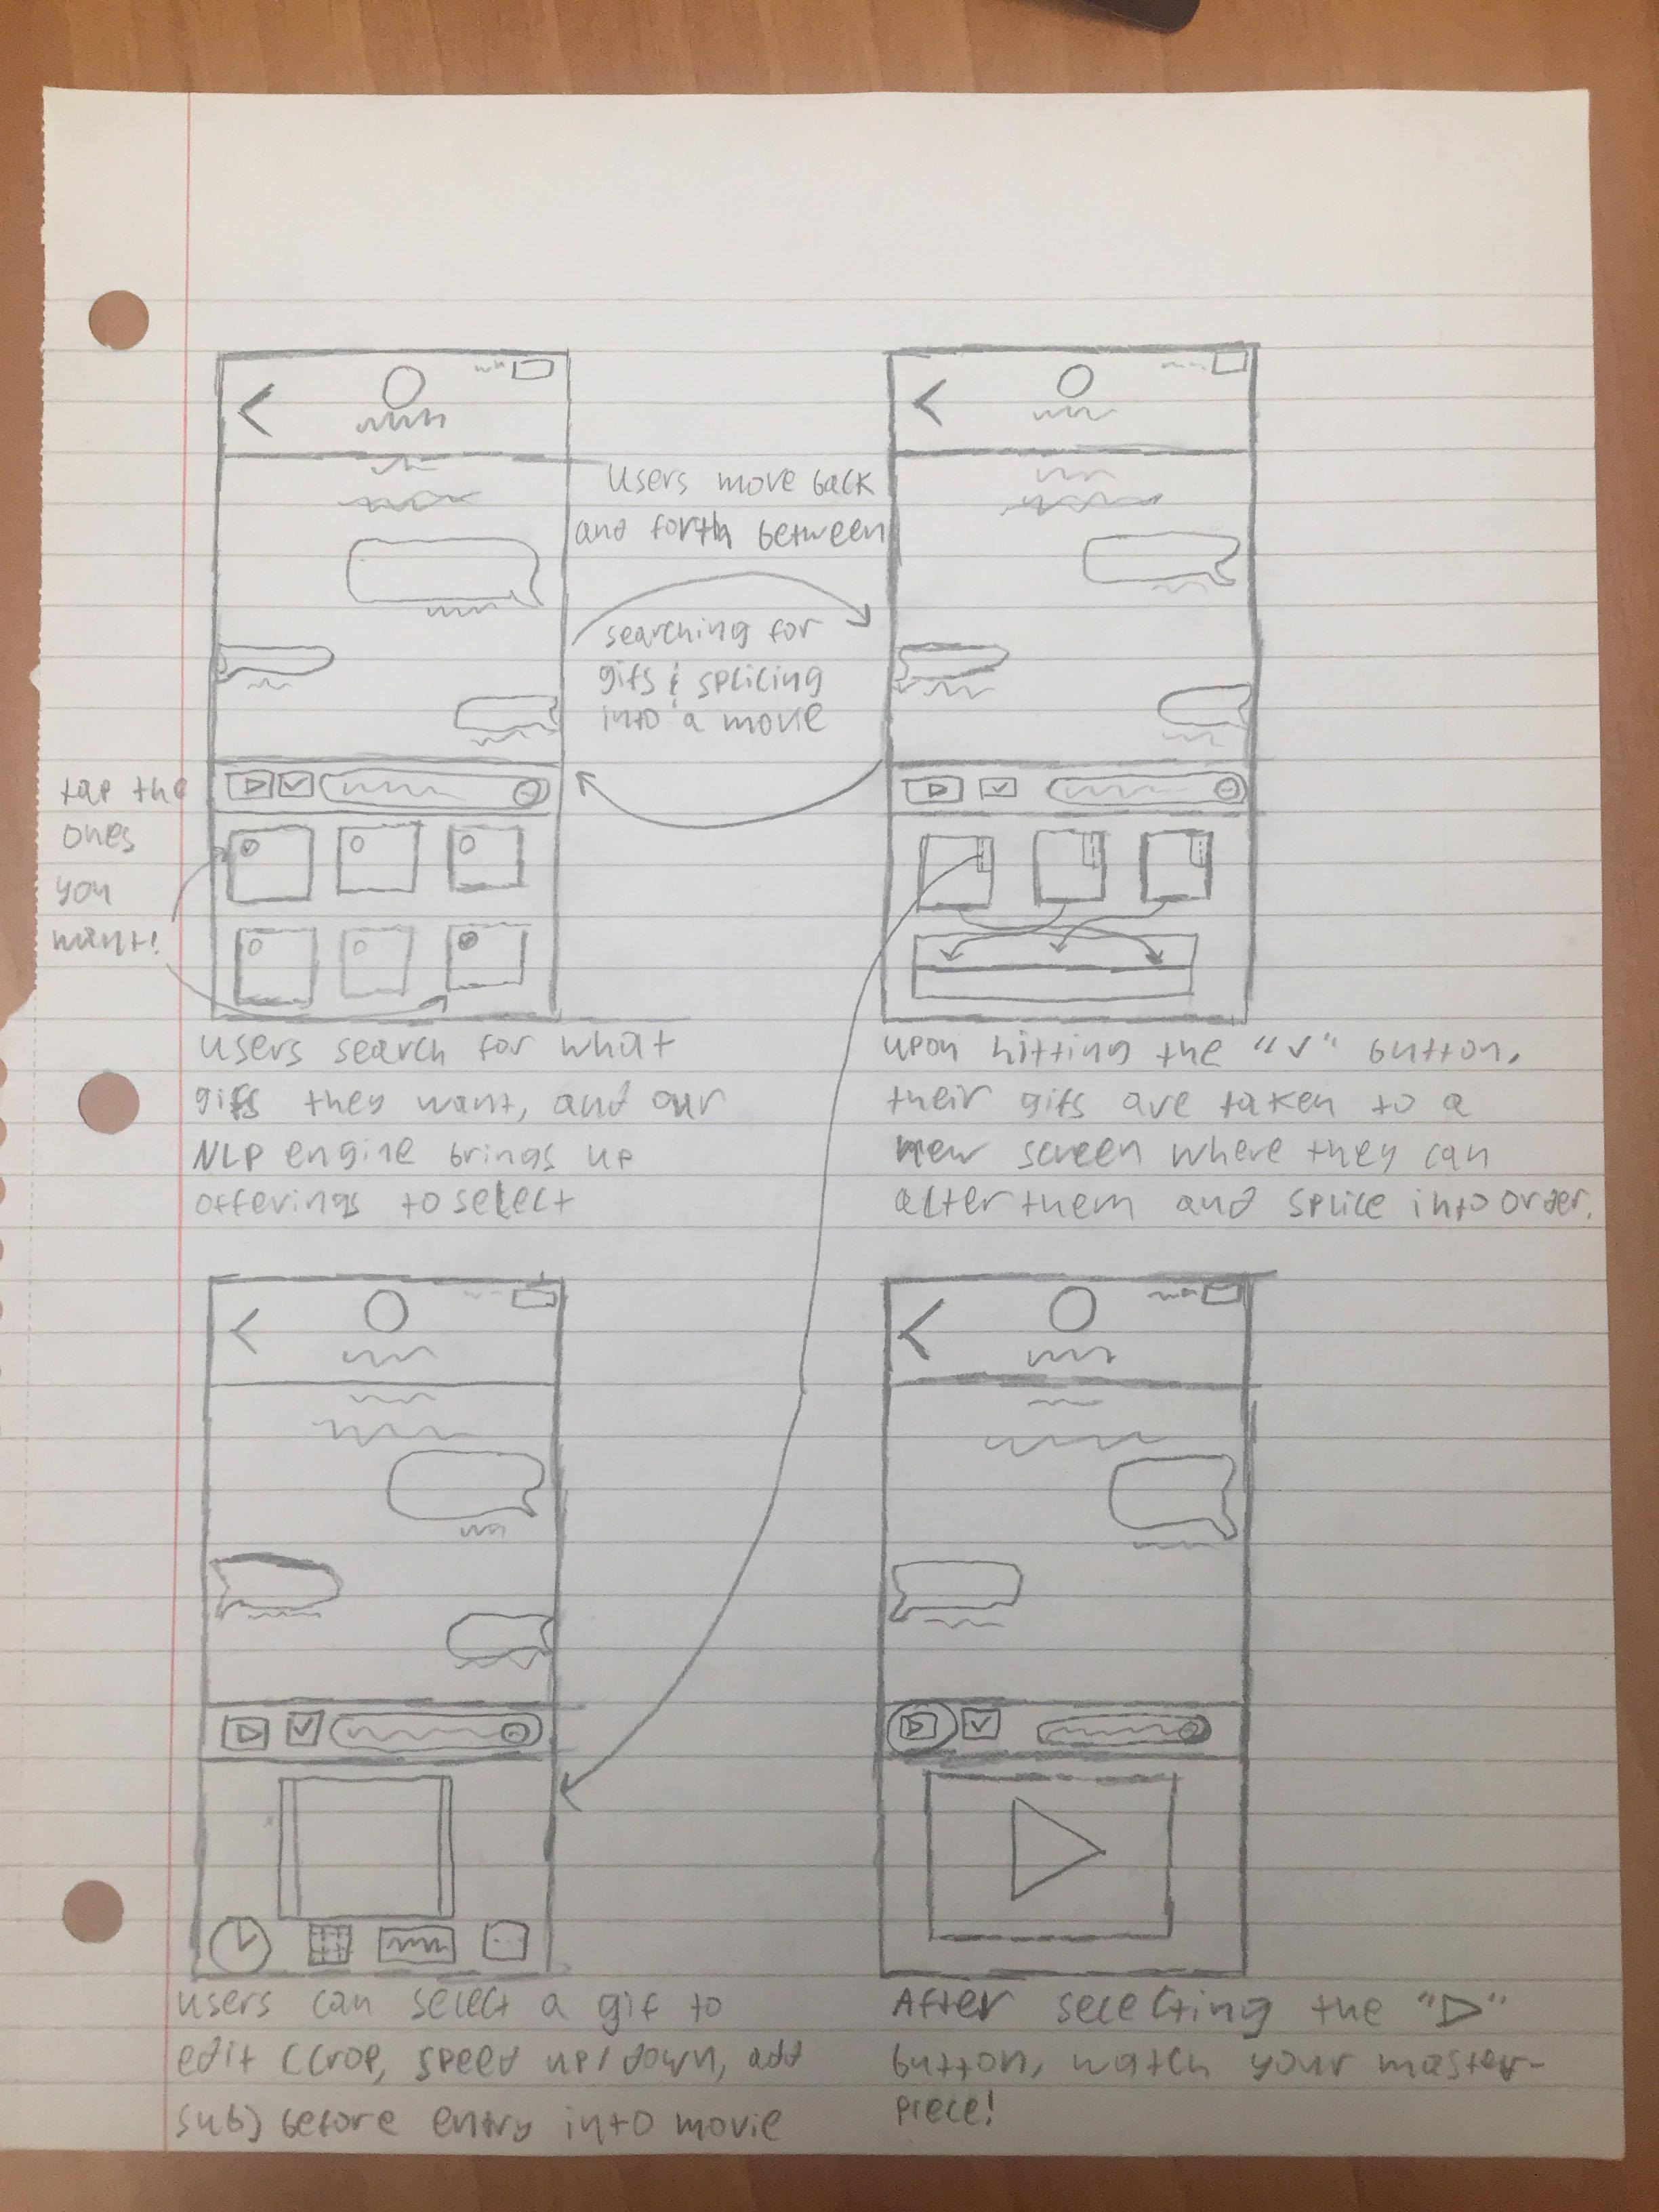 users move back
and forth between
searching for
gifs & splicing
into a movie
tap the
ones
you
want!
users search for what
gifs they want, and our
NLP engine brings up
offerings to select
upon hitting the "✓" button,
their gifs are taken to a
new screen where they can
alter them and splice into order.
users can select a gif to
edit (crop, speed up/down, add
sub) before entry into movie
After selecting the "▷"
button, watch your master-
piece!